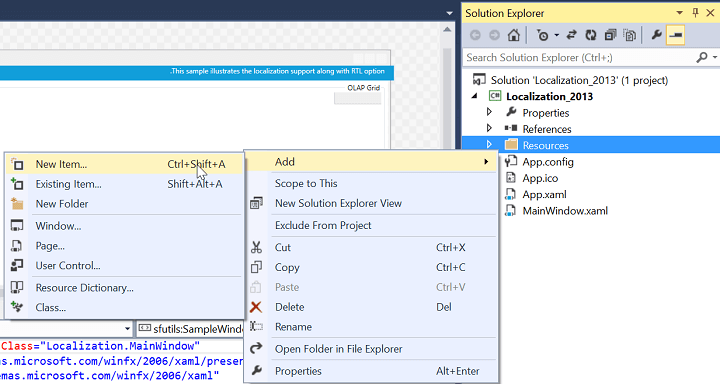 .This sample illustrates the localization support along with RTL option
OLAP Grid
New Item... Ctrl+Shift+A
Existing Item... Shift+Alt+A
New Folder
Window...
Page...
User Control...
Resource Dictionary...
Class...
Add
Scope to This
New Solution Explorer View
Exclude From Project
Cut Ctrl+X
Copy Ctrl+C
Paste Ctrl+V
Delete Del
Rename
Open Folder in File Explorer
Properties Alt+Enter
sfutils:SampleWindo
Class="Localization.MainWindow"
mas.microsoft.com/winfx/2006/xaml/presen
emas.microsoft.com/winfx/2006/xaml"
Solution Explorer
Search Solution Explorer (Ctrl+;)
Solution 'Localization_2013' (1 project)
C# Localization_2013
Properties
References
Resources
App.config
App.ico
App.xaml
MainWindow.xaml